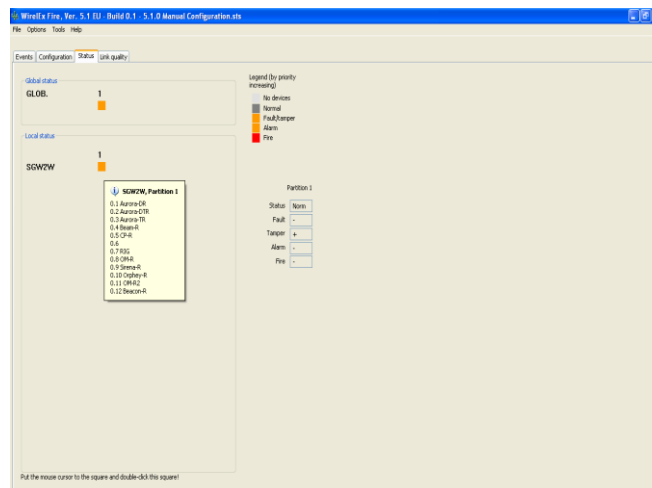 WirelEx Fire, Ver. 5.1 EU - Build 0.1 - 5.1.0 Manual Configuration.sts
File Options Tools Help
Events Configuration Status Link quality
Global status
GLOB. 1
Local status
1
SGW2W
SGW2W, Partition 1
0.1 Aurora-DR
0.2 Aurora-DTR
0.3 Aurora-TR
0.4 Beam-R
0.5 CP-R
0.6
0.7 RIG
0.8 OM-R
0.9 Sirena-R
0.10 Orphey-R
0.11 OM-R2
0.12 Beacon-R
Legend (by priority
increasing)
No devices
Normal
Fault/tamper
Alarm
Fire
Partition 1
Status Norm
Fault -
Tamper +
Alarm -
Fire -
Put the mouse cursor to the square and double-click this square!